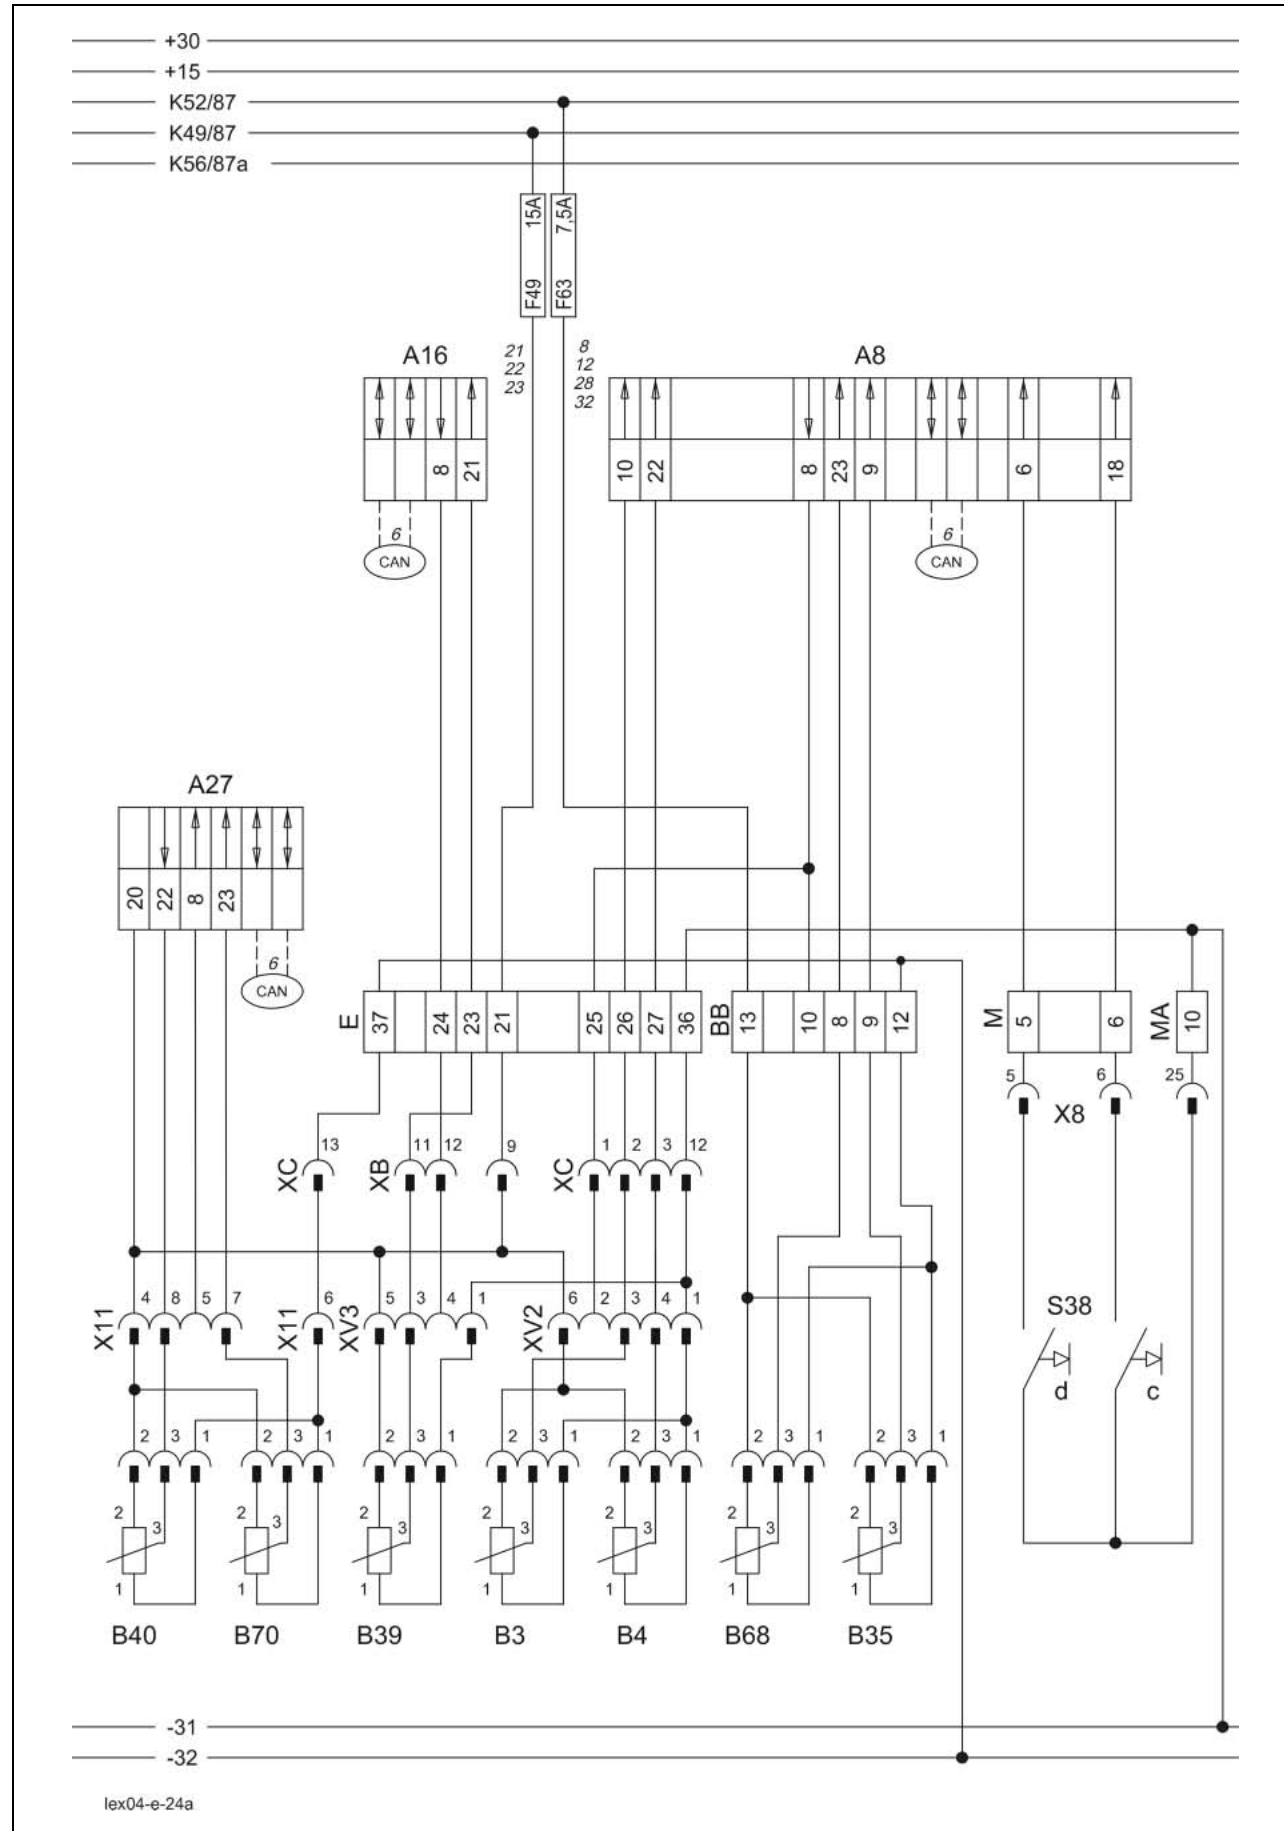 +30
+15
K52/87
K49/87
K56/87a
15A 7,5A
F49 F63
21
22
23
8
12
28
32
A16 A8
8 21 10 22 8 23 9 6 18
6 6
CAN CAN
A27
20 22 8 23
6
CAN
E 37 24 23 21 25 26 27 36 BB 13 10 8 9 12 M 5 6 MA 10
5 6 25
X8
XC 13 XB 11 12 9 XC 1 2 3 12
X11 4 8 5 7 X11 6 XV3 5 3 4 1 XV2 6 2 3 4 1
S38
d c
2 3 1 2 3 1 2 3 1 2 3 1 2 3 1 2 3 1 2 3 1
2 3 2 3 2 3 2 3 2 3 2 3 2 3
1 1 1 1 1 1 1
B40 B70 B39 B3 B4 B68 B35
-31
-32
lex04-e-24a